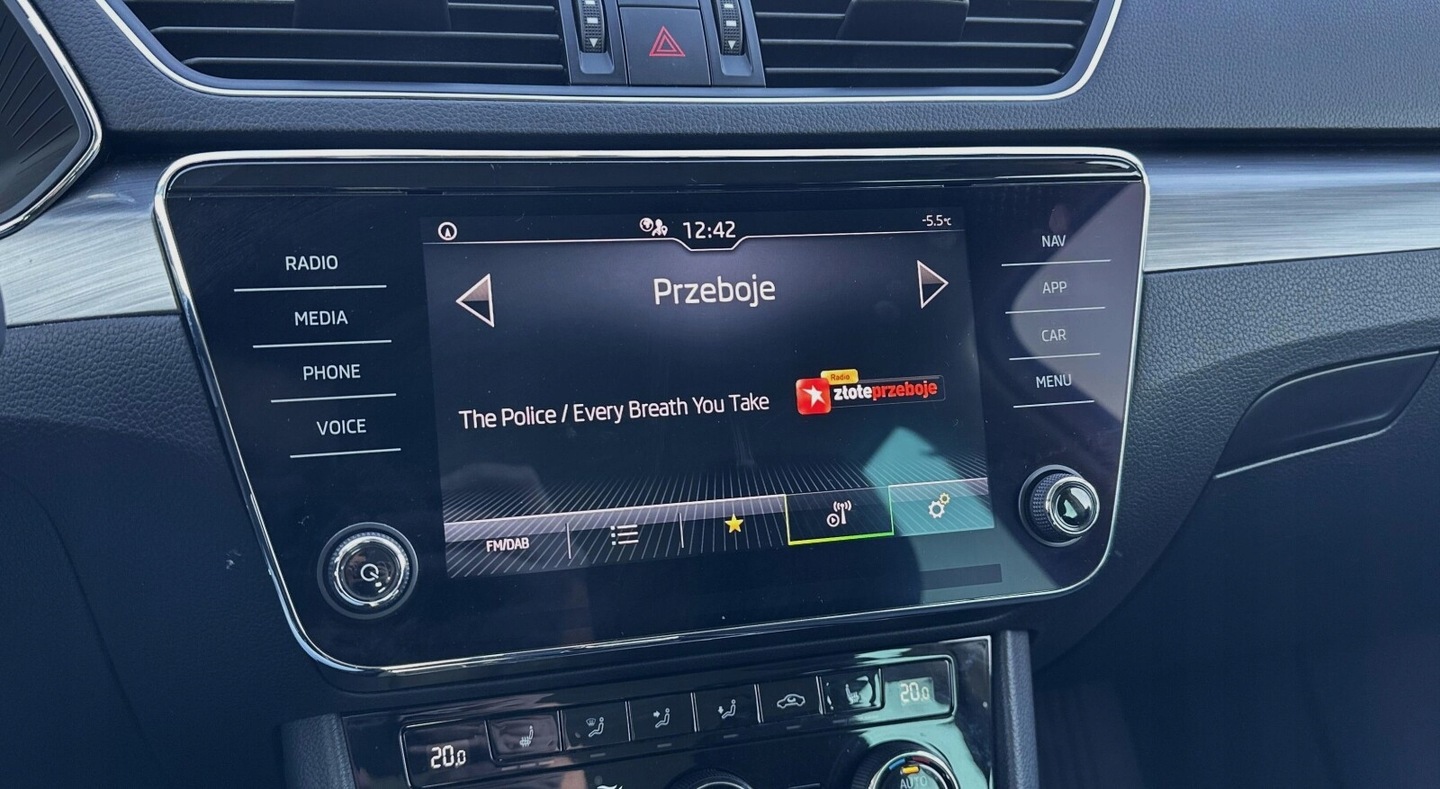 12:42
-5.5°C
RADIO
MEDIA
PHONE
VOICE
Przeboje
The Police / Every Breath You Take
Radio
złoteprzeboje
FM/DAB
NAV
APP
CAR
MENU
20.0
20.0
AUTO